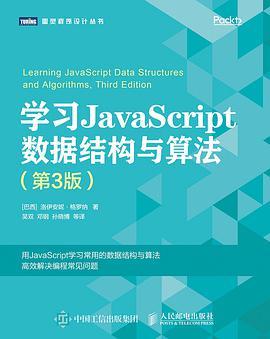 TURING 图灵程序设计丛书
Packt>
Learning JavaScript Data Structures
and Algorithms, Third Edition
学习JavaScript
数据结构与算法
（第3版）
[巴西] 洛伊安妮·格罗纳 著
吴双 邓钢 孙晓博 等译
用JavaScript学习常用的数据结构与算法
高效解决编程常见问题
中国工信出版集团
人民邮电出版社